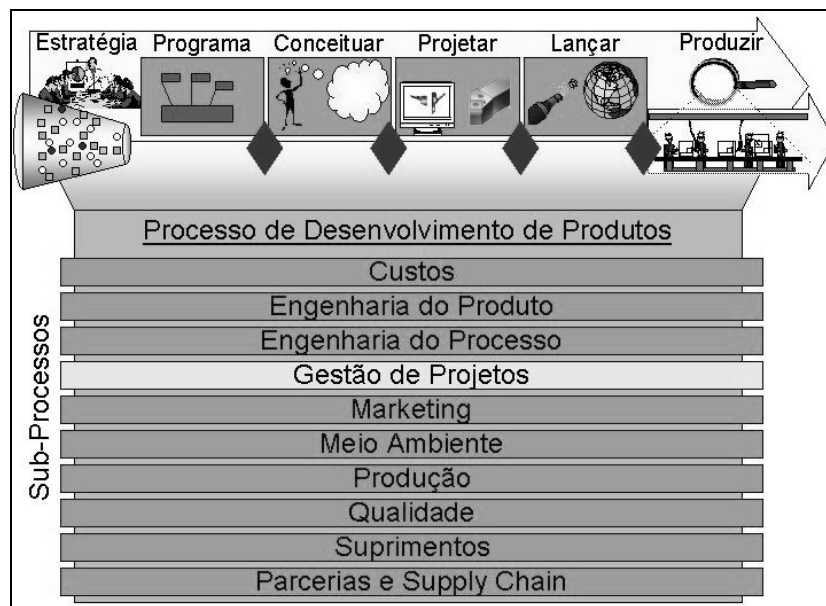 Estratégia Programa Conceituar Projetar Lançar Produzir
Processo de Desenvolvimento de Produtos
Sub-Processos
Custos
Engenharia do Produto
Engenharia do Processo
Gestão de Projetos
Marketing
Meio Ambiente
Produção
Qualidade
Suprimentos
Parcerias e Supply Chain